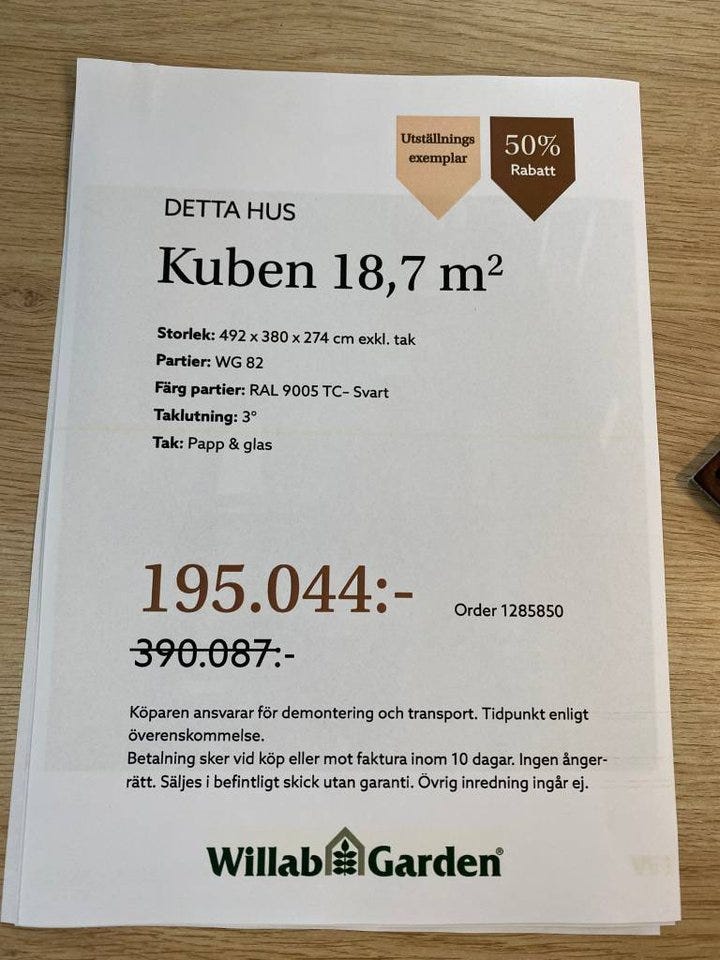 Utställnings
exemplar
50%
Rabatt
DETTA HUS
Kuben 18,7 m²
Storlek: 492 x 380 x 274 cm exkl. tak
Partier: WG 82
Färg partier: RAL 9005 TC– Svart
Taklutning: 3°
Tak: Papp & glas
195.044:-
Order 1285850
390.087:-
Köparen ansvarar för demontering och transport. Tidpunkt enligt
överenskommelse.
Betalning sker vid köp eller mot faktura inom 10 dagar. Ingen ånger-
rätt. Säljes i befintligt skick utan garanti. Övrig inredning ingår ej.
Willab Garden®